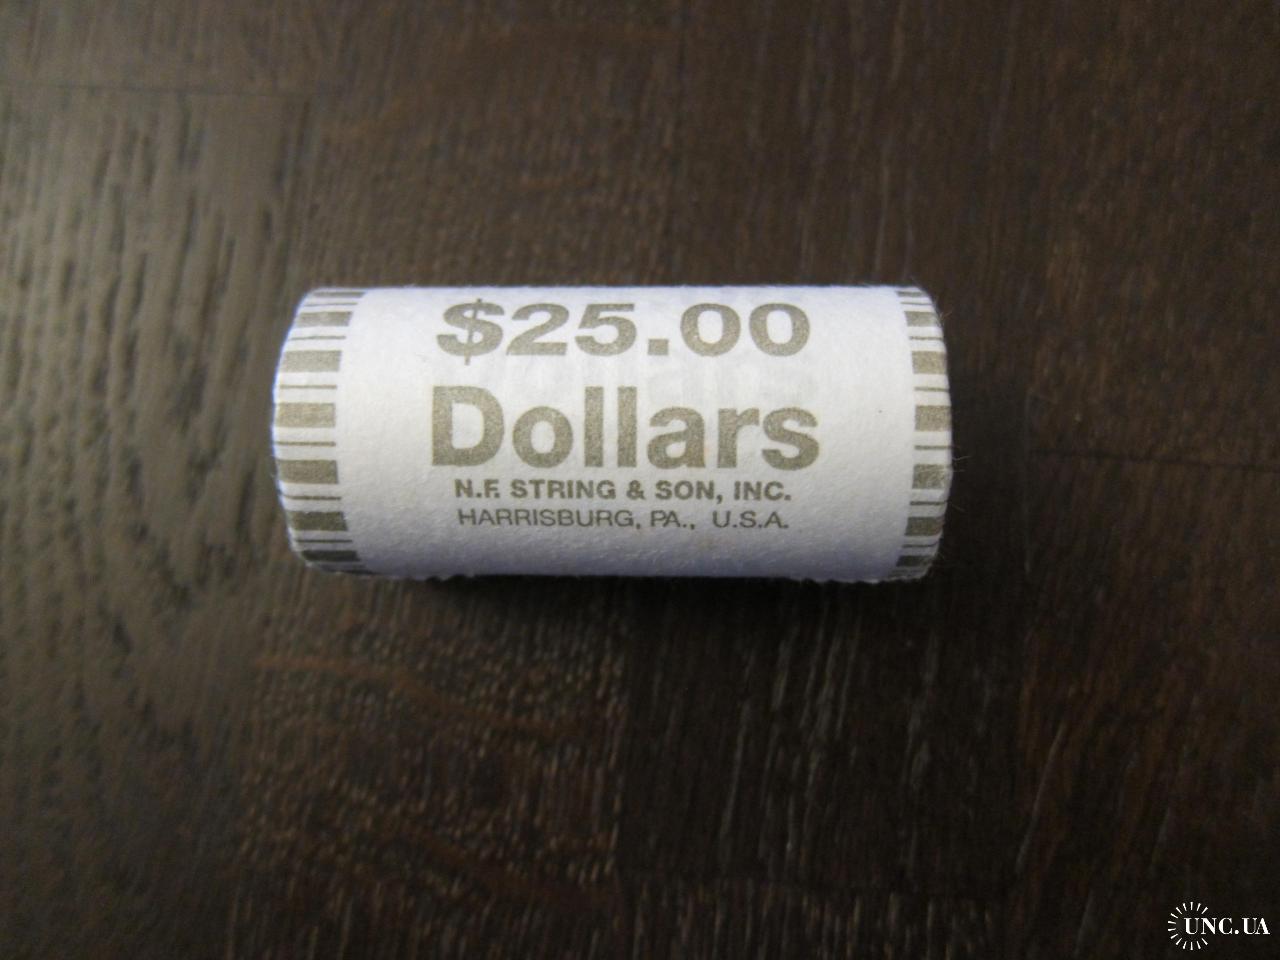 $25.00
Dollars
N.F. STRING & SON, INC.
HARRISBURG, PA., U.S.A.
UNC.UA